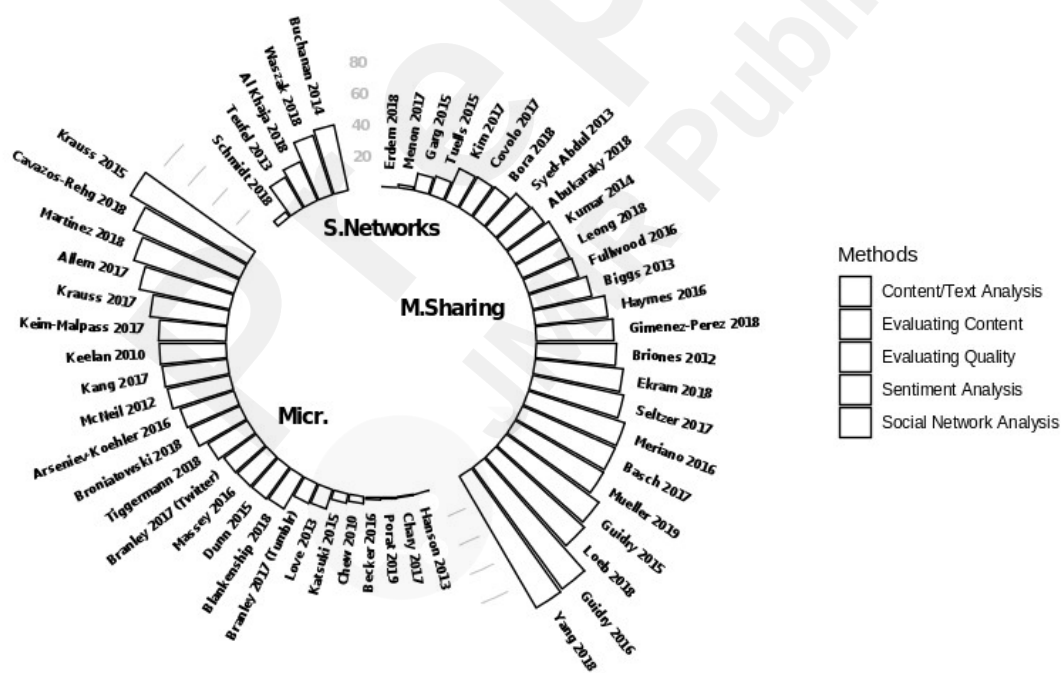 80
60
40
20
Buchanan 2014
Waszak 2018
Al Khaja 2018
Teufel 2013
Schmidt 2018
S.Networks
Erdem 2018
Menon 2017
Garg 2015
Tuells 2015
Kim 2017
Covolo 2017
Bora 2018
Syed-Abdul 2013
Abukaraky 2018
Kumar 2014
Leong 2018
Fullwood 2016
Biggs 2013
Haymes 2016
Gimenez-Perez 2018
Briones 2012
Ekram 2018
Seltzer 2017
Meriano 2016
Basch 2017
Mueller 2019
Guidry 2015
Loeb 2018
Guidry 2016
Yang 2018
M.Sharing
Hanson 2013
Chary 2017
Porat 2019
Becker 2016
Chew 2010
Katsuki 2015
Love 2013
Branley 2017 (Tumblr)
Blankenship 2018
Dunn 2015
Massey 2016
Branley 2017 (Twitter)
Tiggermann 2018
Broniatowski 2018
Arseniev-Koehler 2016
McNeil 2012
Kang 2017
Keelan 2010
Keim-Malpass 2017
Krauss 2017
Allem 2017
Martinez 2018
Cavazos-Rehg 2018
Krauss 2015
Micr.
Methods
Content/Text Analysis
Evaluating Content
Evaluating Quality
Sentiment Analysis
Social Network Analysis